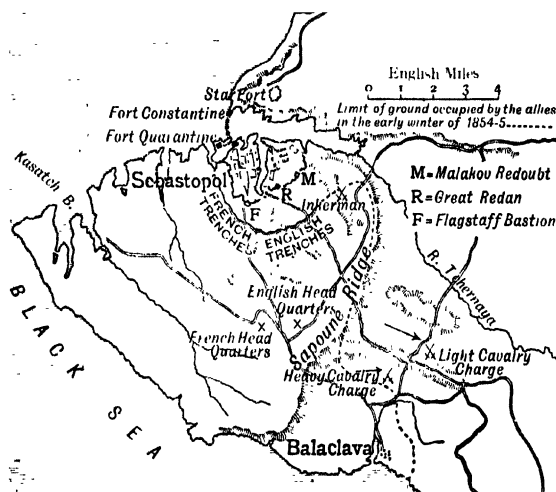 English Miles
0 1 2 3 4
Limit of ground occupied by the allies
in the early winter of 1854-5
Star Fort
Fort Constantine
Fort Quarantine
Kasatch B.
Sebastopol
M
R
F
FRENCH
TRENCHES
ENGLISH
TRENCHES
Inkerman
M=Malakov Redoubt
R=Great Redan
F=Flagstaff Bastion
R. Tchernaya
Sapoune Ridge
English Head
Quarters
French Head
Quarters
Light Cavalry
Charge
Heavy Cavalry
Charge
Balaclava
BLACK SEA